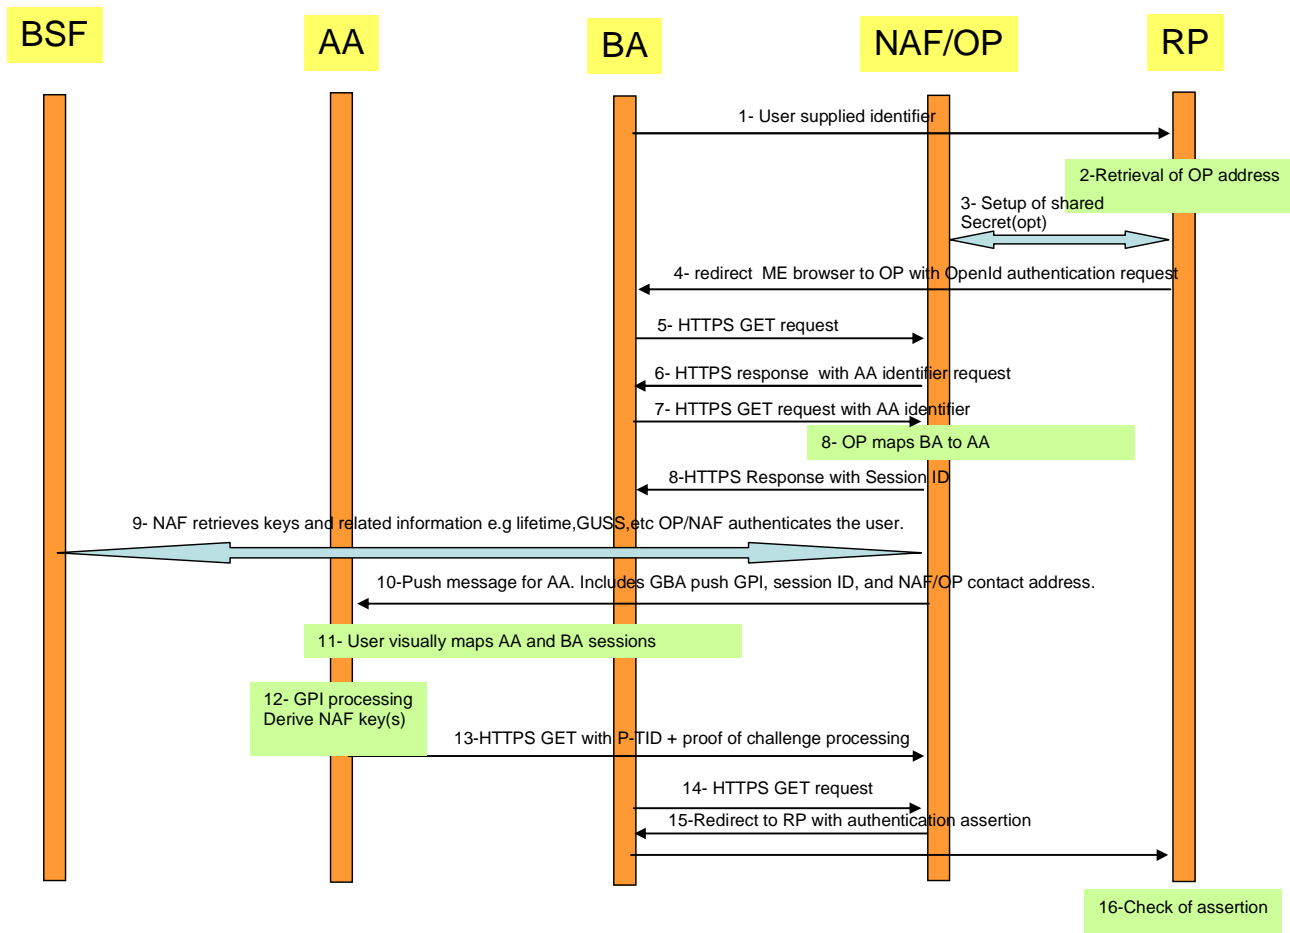 BSF
AA
BA
NAF/OP
RP
1- User supplied identifier
2-Retrieval of OP address
3- Setup of shared
Secret(opt)
4- redirect ME browser to OP with OpenId authentication request
5- HTTPS GET request
6- HTTPS response with AA identifier request
7- HTTPS GET request with AA identifier
8- OP maps BA to AA
8-HTTPS Response with Session ID
9- NAF retrieves keys and related information e.g lifetime,GUSS,etc OP/NAF authenticates the user.
10-Push message for AA. Includes GBA push GPI, session ID, and NAF/OP contact address.
11- User visually maps AA and BA sessions
12- GPI processing
Derive NAF key(s)
13-HTTPS GET with P-TID + proof of challenge processing
14- HTTPS GET request
15-Redirect to RP with authentication assertion
16-Check of assertion